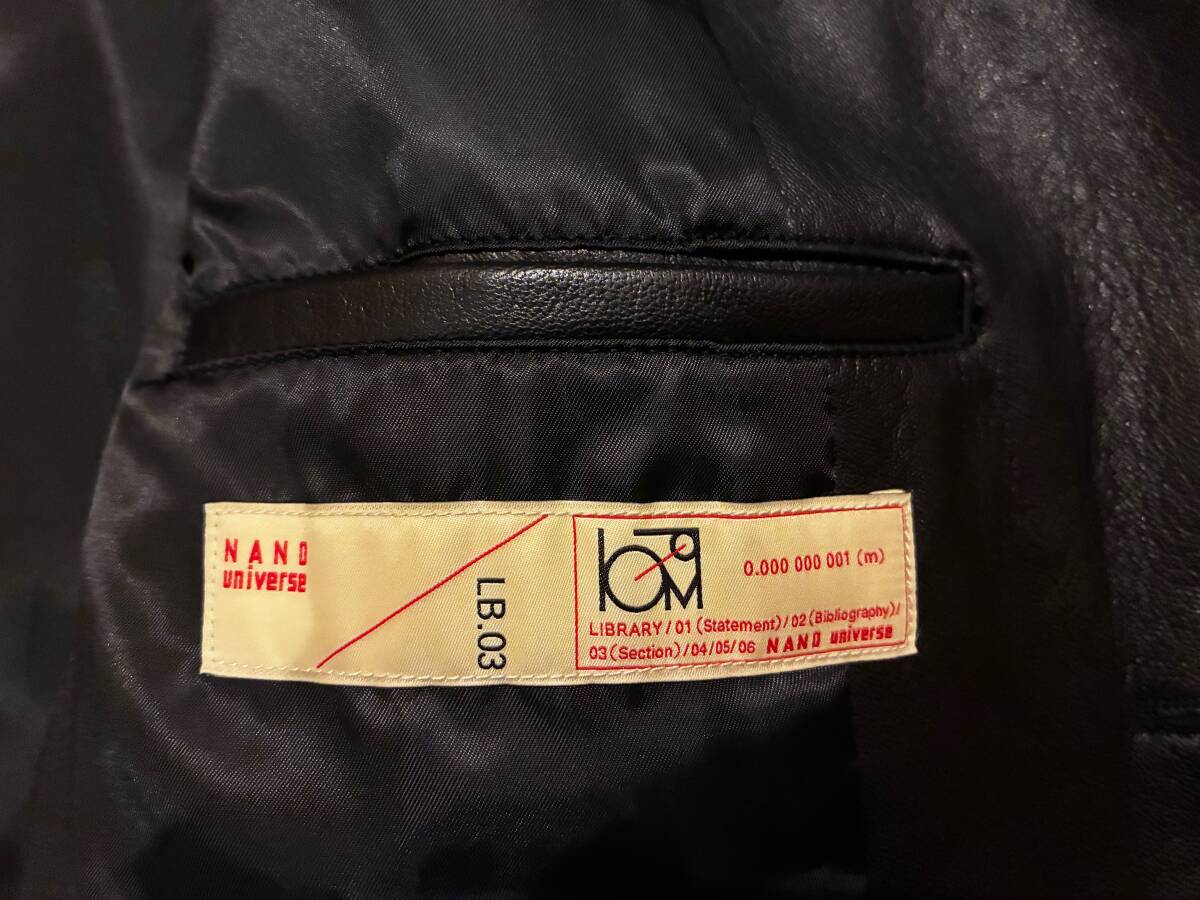 NANO
universe
LB.03
0.000 000 001 (m)
LIBRARY/01 (Statement)/02 (Bibliography)/
03 (Section)/04/05/06 NANO universe